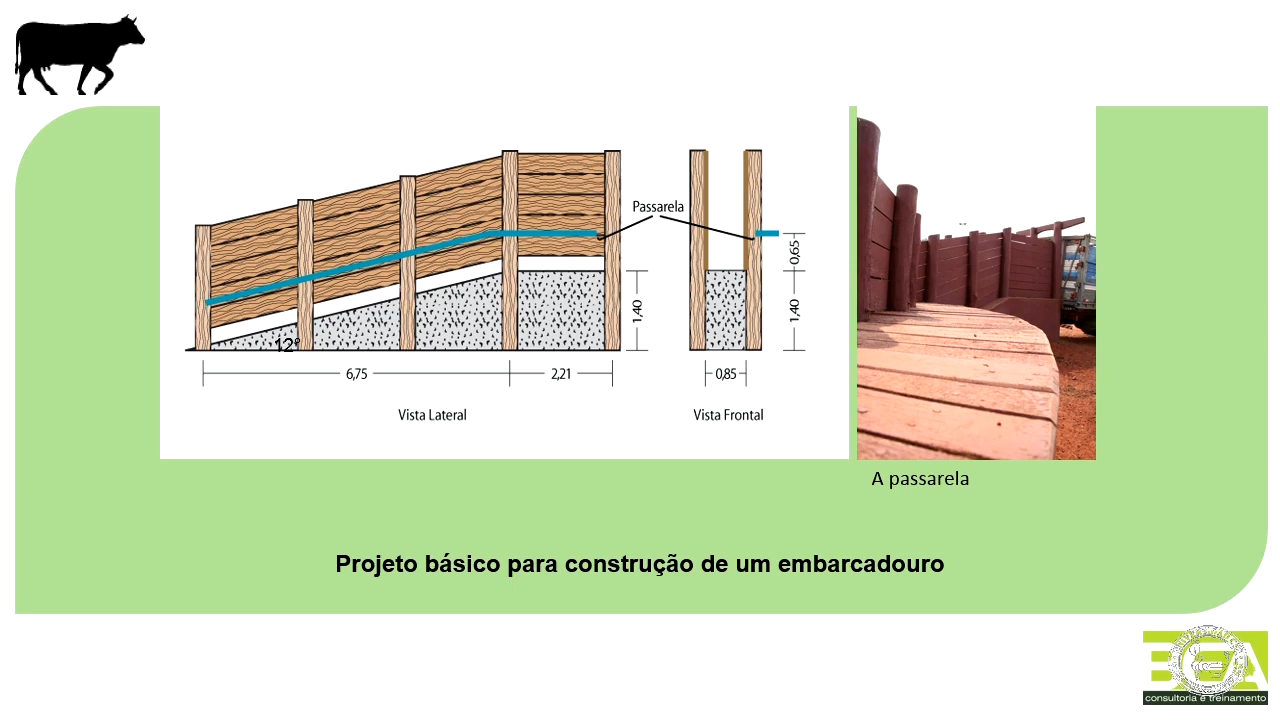 Passarela
0,65
1,40
1,40
12°
6,75
2,21
0,85
Vista Lateral
Vista Frontal
A passarela
Projeto básico para construção de um embarcadouro
BEA
consultoria e treinamento